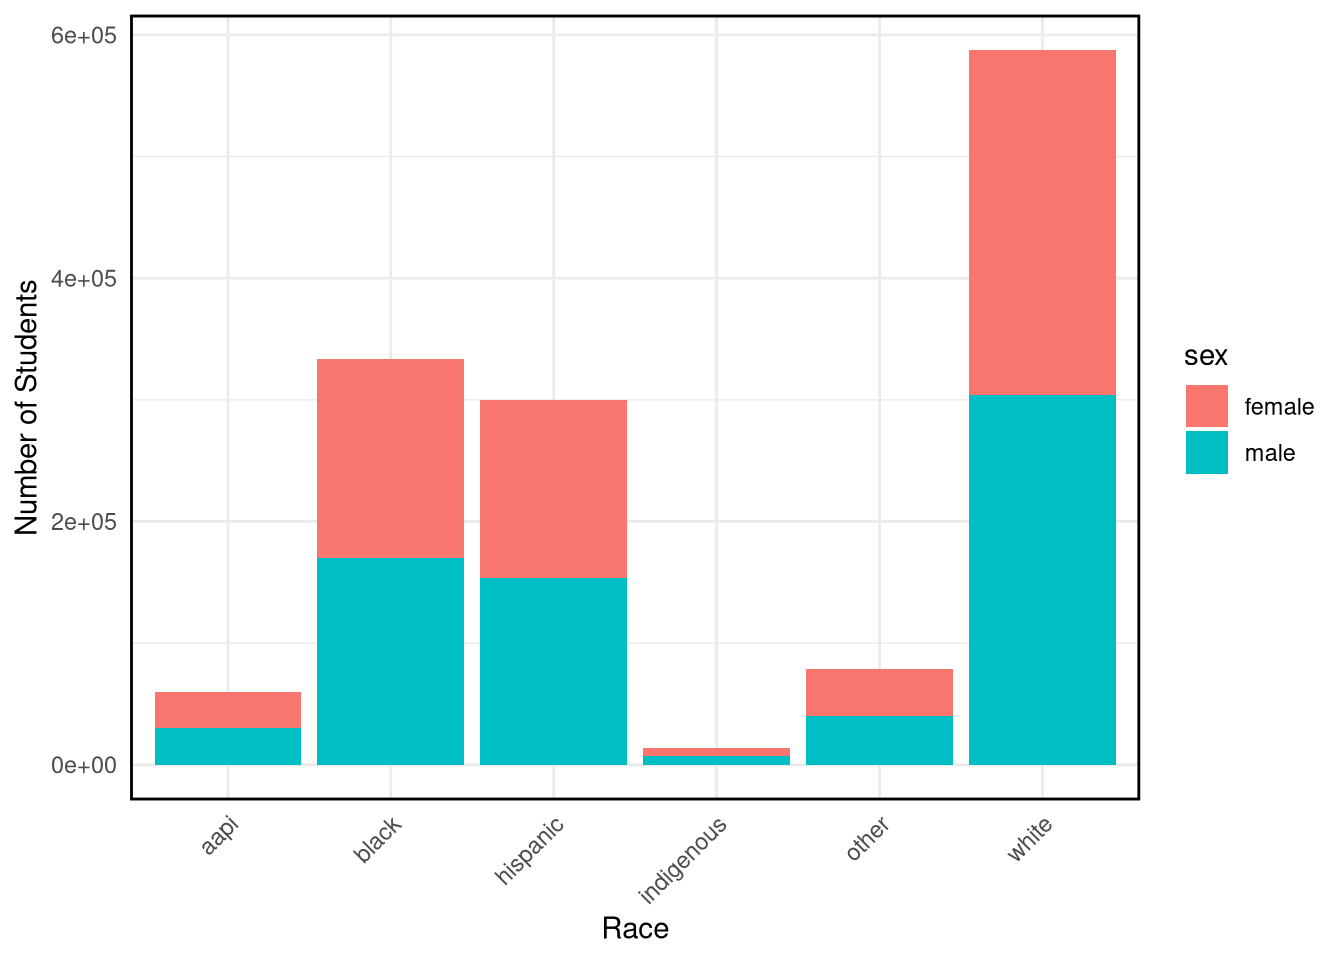 6e+05
4e+05
2e+05
0e+00
Number of Students
aapi
black
hispanic
indigenous
other
white
Race
sex
female
male